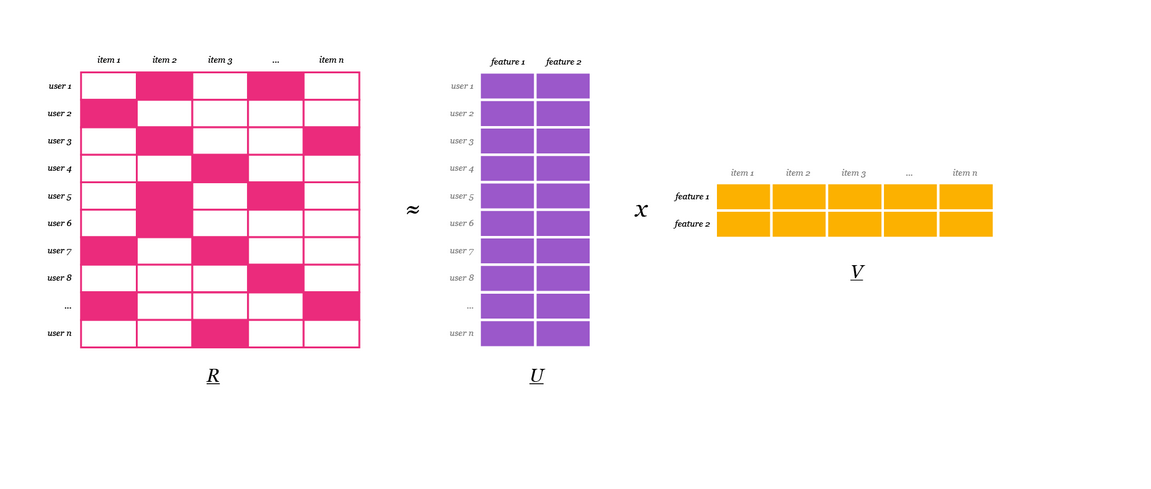 item 1 item 2 item 3 ... item n
user 1
user 2
user 3
user 4
user 5
user 6
user 7
user 8
...
user n
R
≈
feature 1 feature 2
user 1
user 2
user 3
user 4
user 5
user 6
user 7
user 8
...
user n
U
x
item 1 item 2 item 3 ... item n
feature 1
feature 2
V